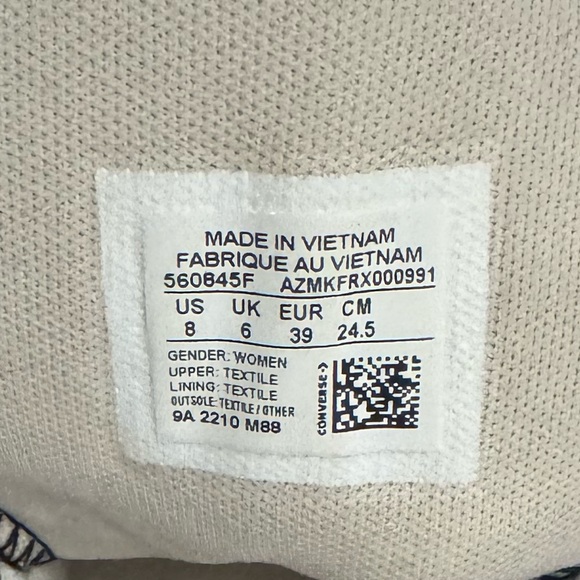 MADE IN VIETNAM
FABRIQUE AU VIETNAM
560845F AZMKFRX000991
US UK EUR CM
8 6 39 24.5
GENDER: WOMEN
UPPER: TEXTILE
LINING: TEXTILE
OUTSOLE: TEXTILE / OTHER
9A 2210 M88
CONVERSE